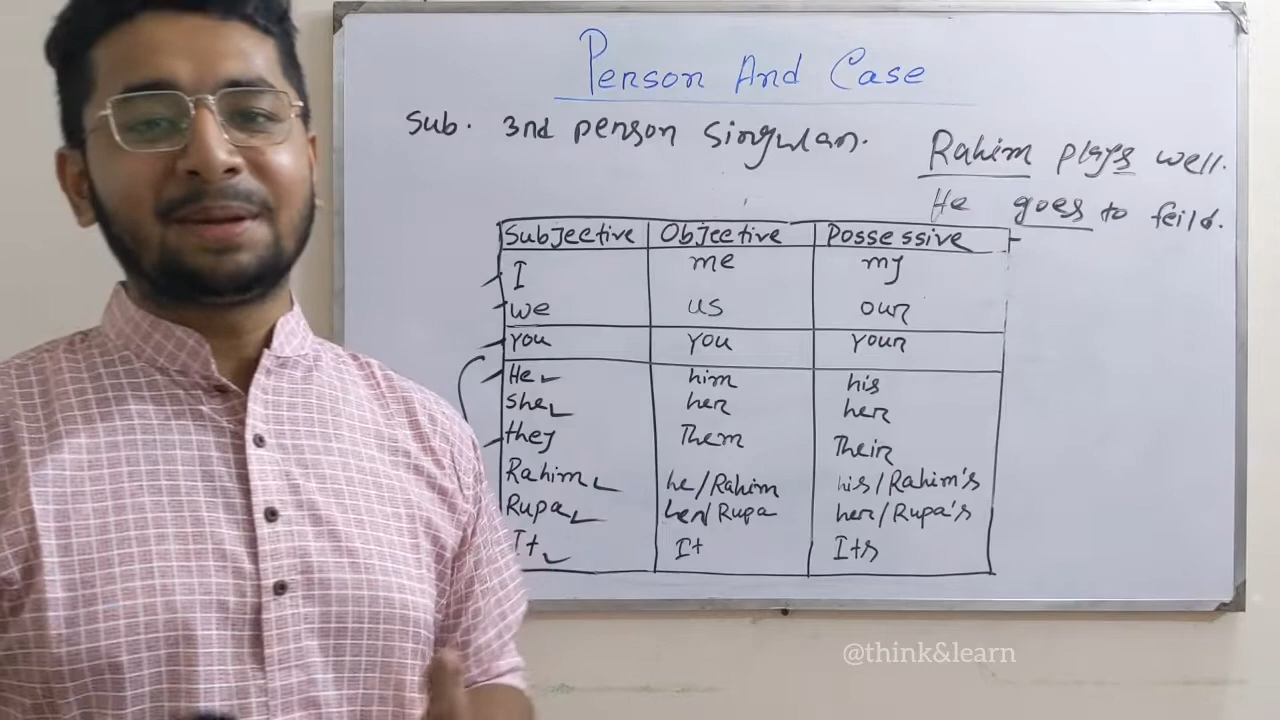 Person And Case
Sub. 3nd person singular.
Rahim plays well.
He goes to feild.
Subjective Objective Possessive
I me my
we us our
You You Your
He him his
She her her
they Them Their
Rahim he/Rahim his/Rahim's
Rupa her/Rupa her/Rupa's
It It Its
@think&learn